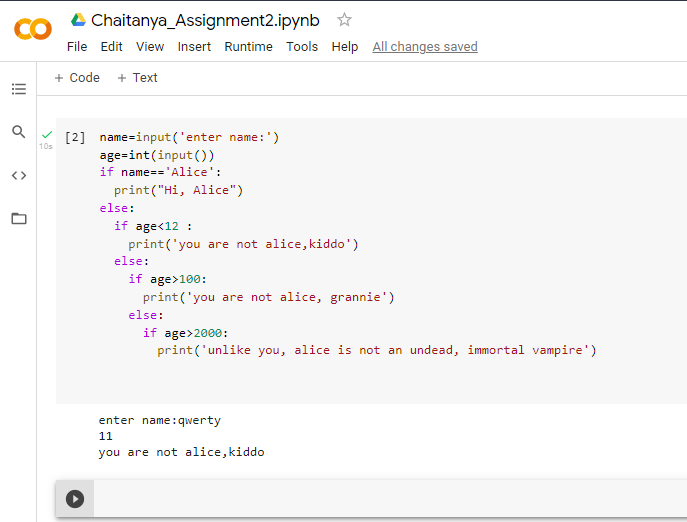 Chaitanya_Assignment2.ipynb
File Edit View Insert Runtime Tools Help All changes saved
+ Code + Text
[2] name=input('enter name:')
10s
age=int(input())
if name=='Alice':
  print("Hi, Alice")
else:
  if age<12 :
    print('you are not alice,kiddo')
  else:
    if age>100:
      print('you are not alice, grannie')
    else:
      if age>2000:
        print('unlike you, alice is not an undead, immortal vampire')
enter name:qwerty
11
you are not alice,kiddo